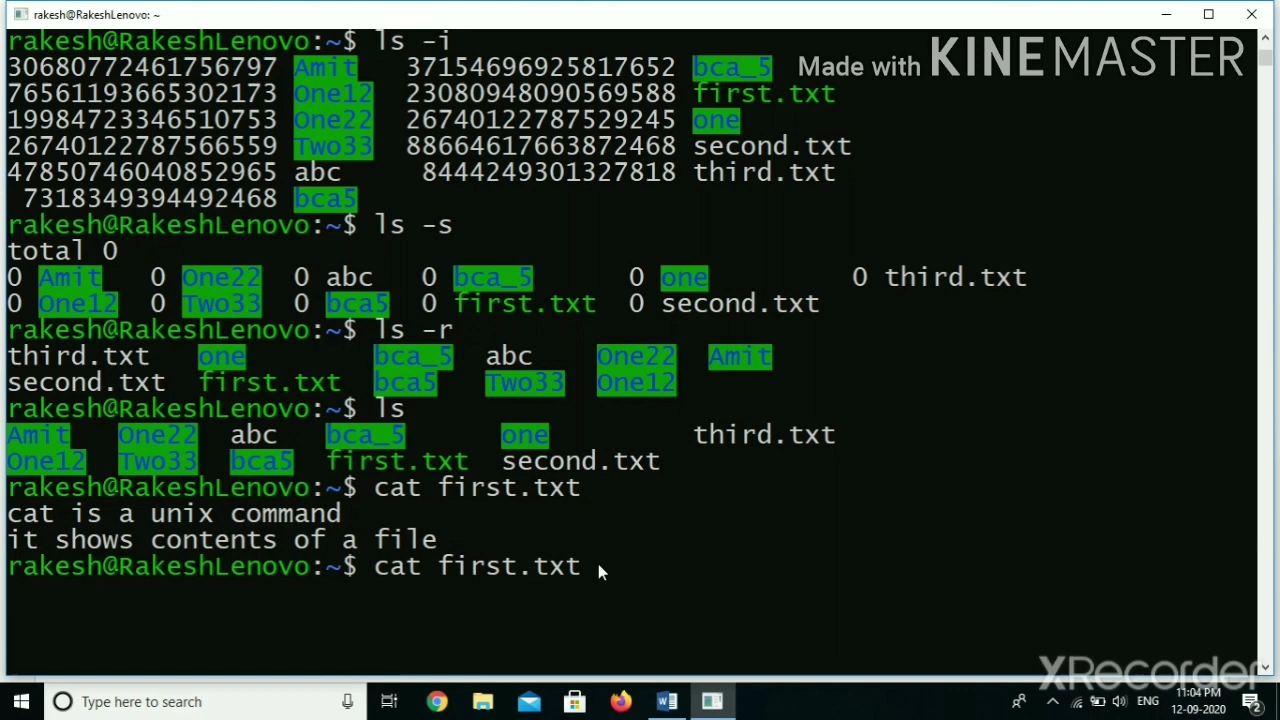 rakesh@RakeshLenovo: ~
rakesh@RakeshLenovo:~$ ls -i
30680772461756797 Amit 37154696925817652 bca_5
76561193665302173 One12 23080948090569588 first.txt
19984723346510753 One22 26740122787529245 one
26740122787566559 Two33 88664617663872468 second.txt
47850746040852965 abc 8444249301327818 third.txt
7318349394492468 bca5
rakesh@RakeshLenovo:~$ ls -s
total 0
0 Amit 0 One22 0 abc 0 bca_5 0 one 0 third.txt
0 One12 0 Two33 0 bca5 0 first.txt 0 second.txt
rakesh@RakeshLenovo:~$ ls -r
third.txt one bca_5 abc One22 Amit
second.txt first.txt bca5 Two33 One12
rakesh@RakeshLenovo:~$ ls
Amit One22 abc bca_5 one third.txt
One12 Two33 bca5 first.txt second.txt
rakesh@RakeshLenovo:~$ cat first.txt
cat is a unix command
it shows contents of a file
rakesh@RakeshLenovo:~$ cat first.txt
Made with KINEMASTER
XRecorder
Type here to search
ENG
11:04 PM
12-09-2020
2